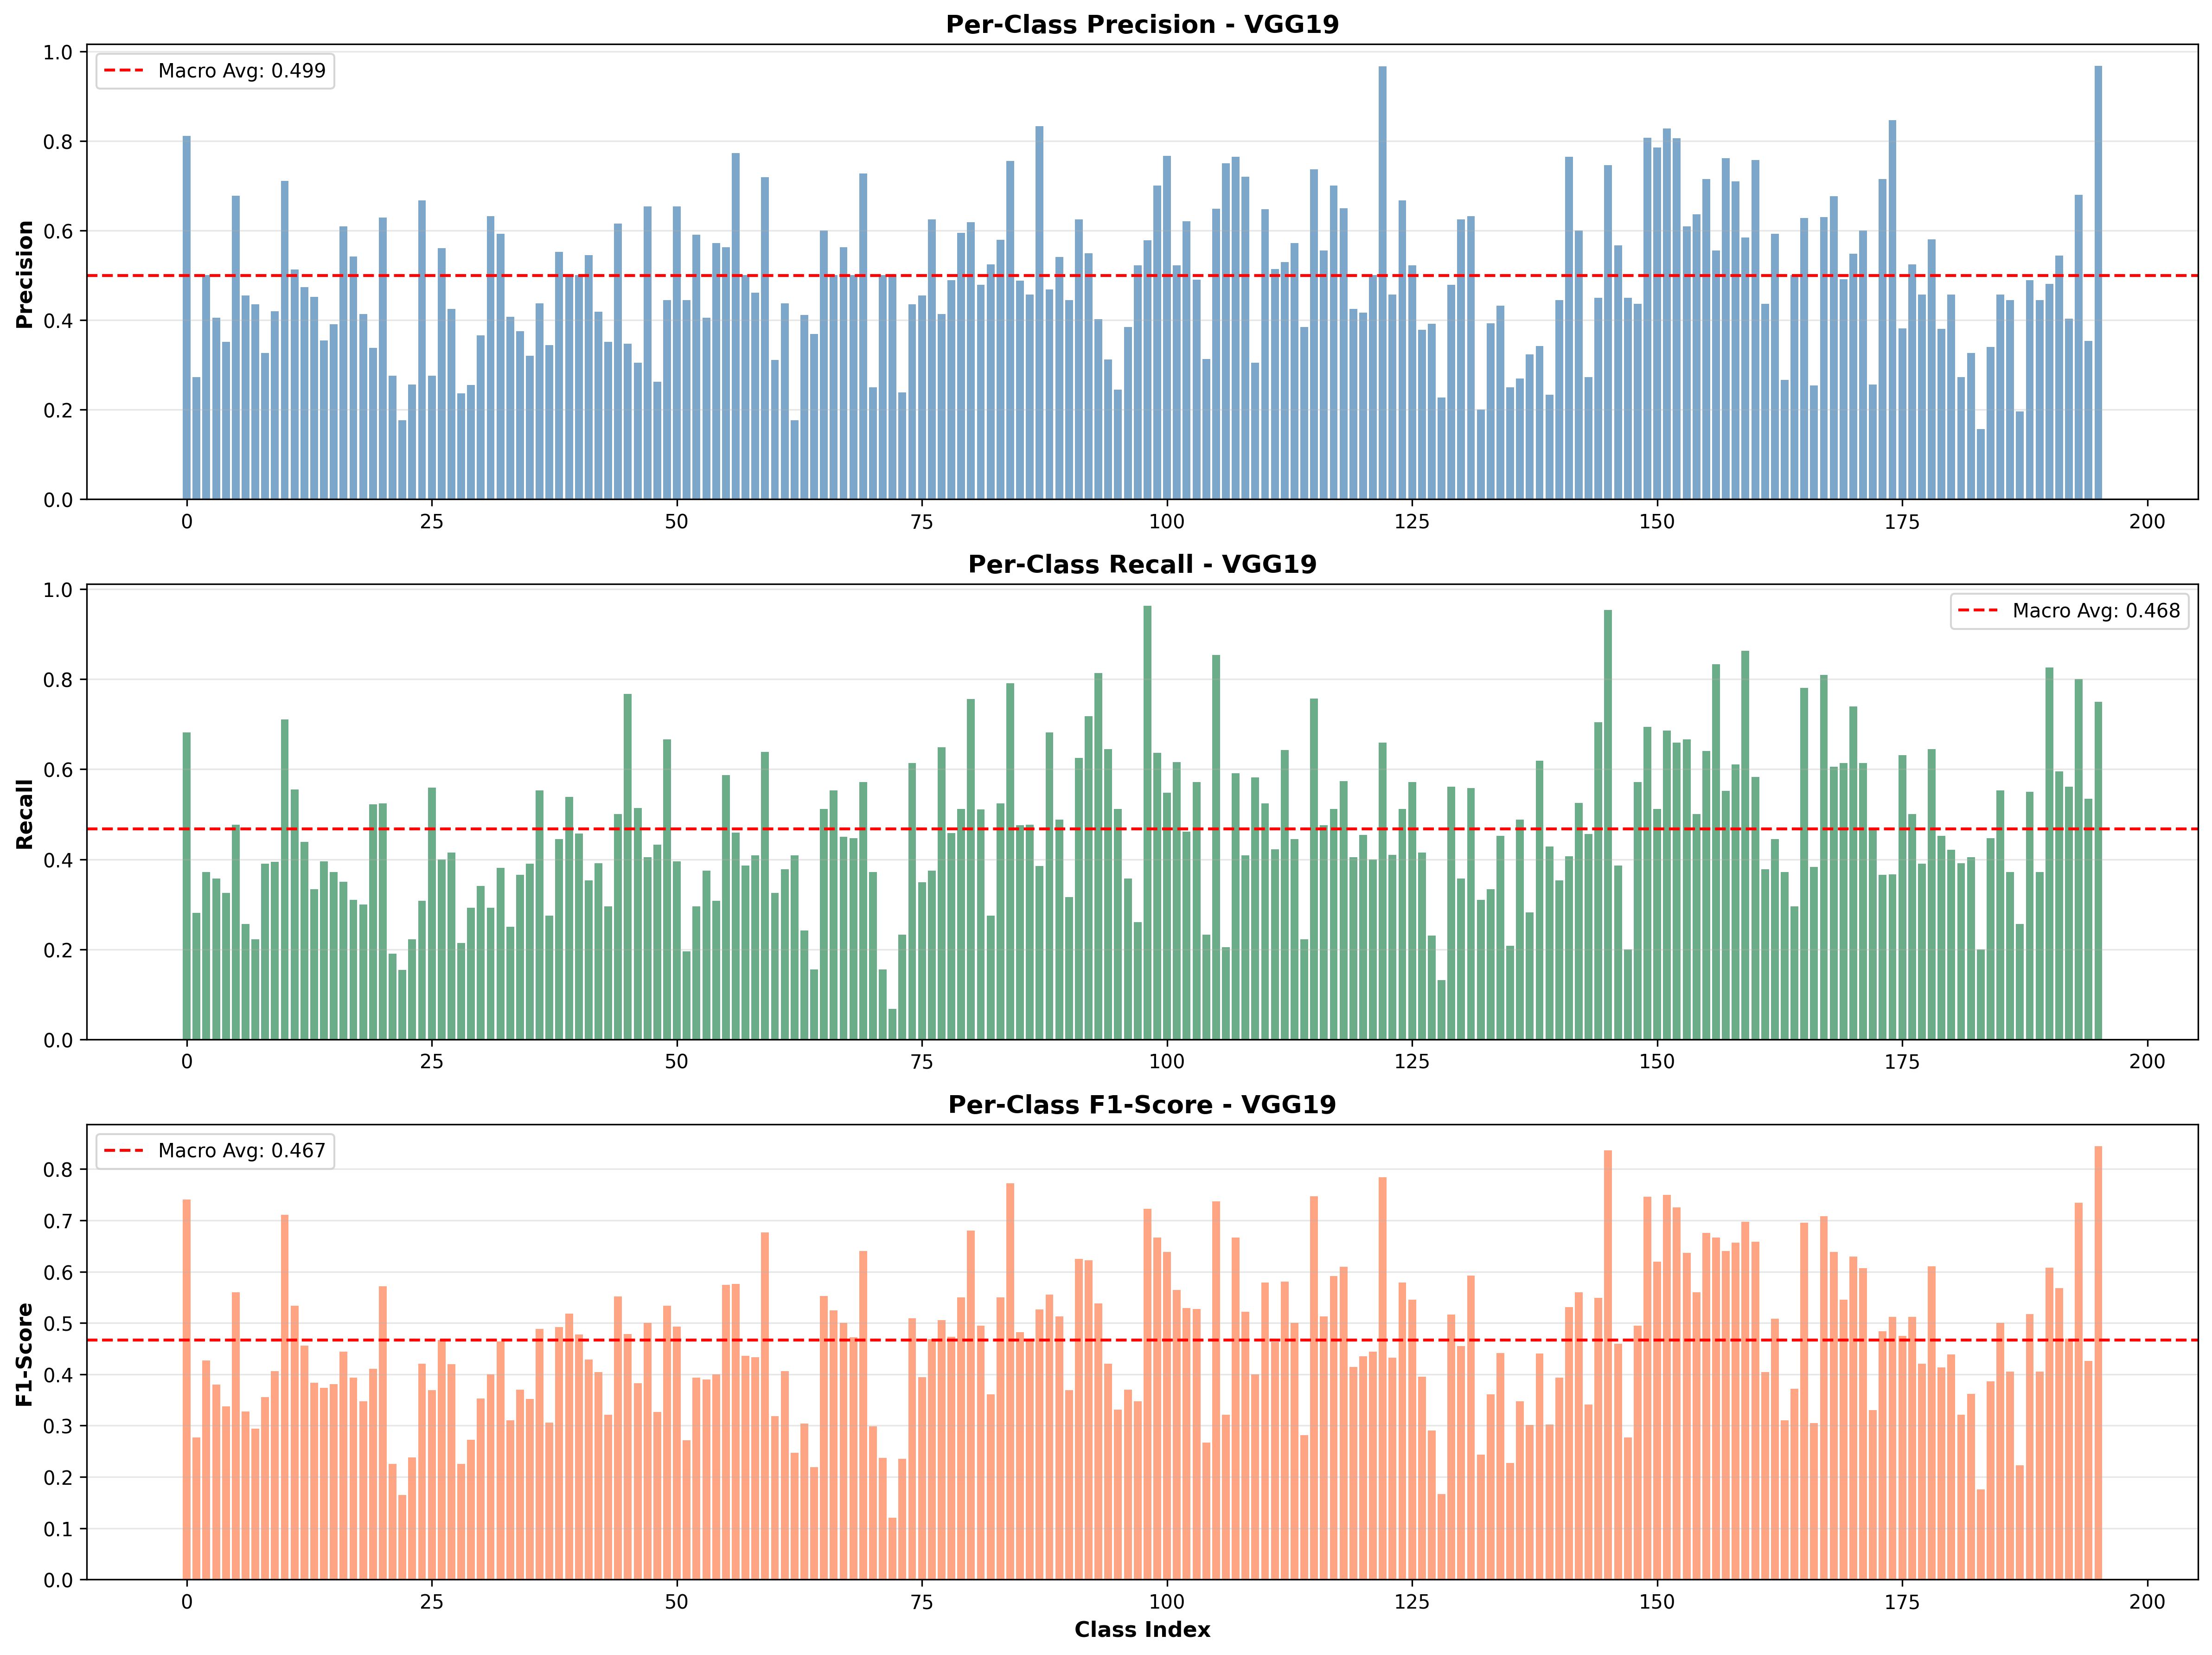 Per-Class Precision - VGG19
Macro Avg: 0.499
Precision
1.0
0.8
0.6
0.4
0.2
0.0
0 25 50 75 100 125 150 175 200
Per-Class Recall - VGG19
Macro Avg: 0.468
Recall
1.0
0.8
0.6
0.4
0.2
0.0
0 25 50 75 100 125 150 175 200
Per-Class F1-Score - VGG19
Macro Avg: 0.467
F1-Score
0.8
0.7
0.6
0.5
0.4
0.3
0.2
0.1
0.0
0 25 50 75 100 125 150 175 200
Class Index